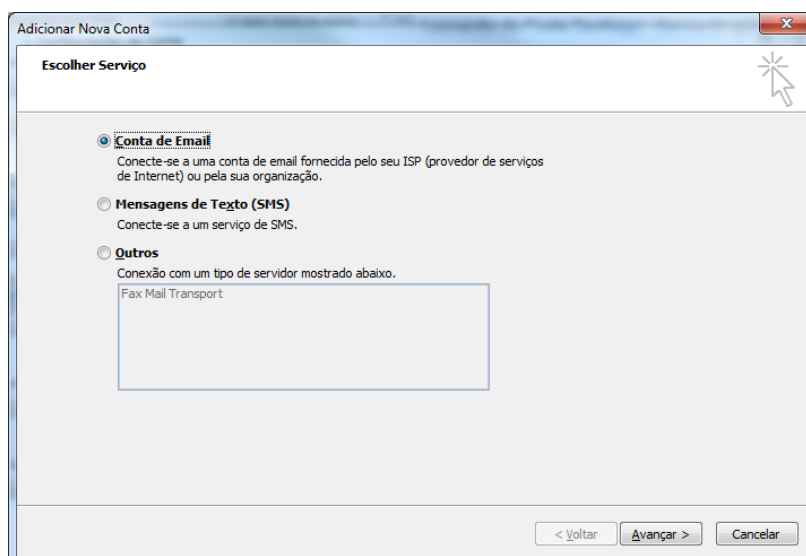 Adicionar Nova Conta
Escolher Serviço
Conta de Email
Conecte-se a uma conta de email fornecida pelo seu ISP (provedor de serviços
de Internet) ou pela sua organização.
Mensagens de Texto (SMS)
Conecte-se a um serviço de SMS.
Outros
Conexão com um tipo de servidor mostrado abaixo.
Fax Mail Transport
< Voltar
Avançar >
Cancelar